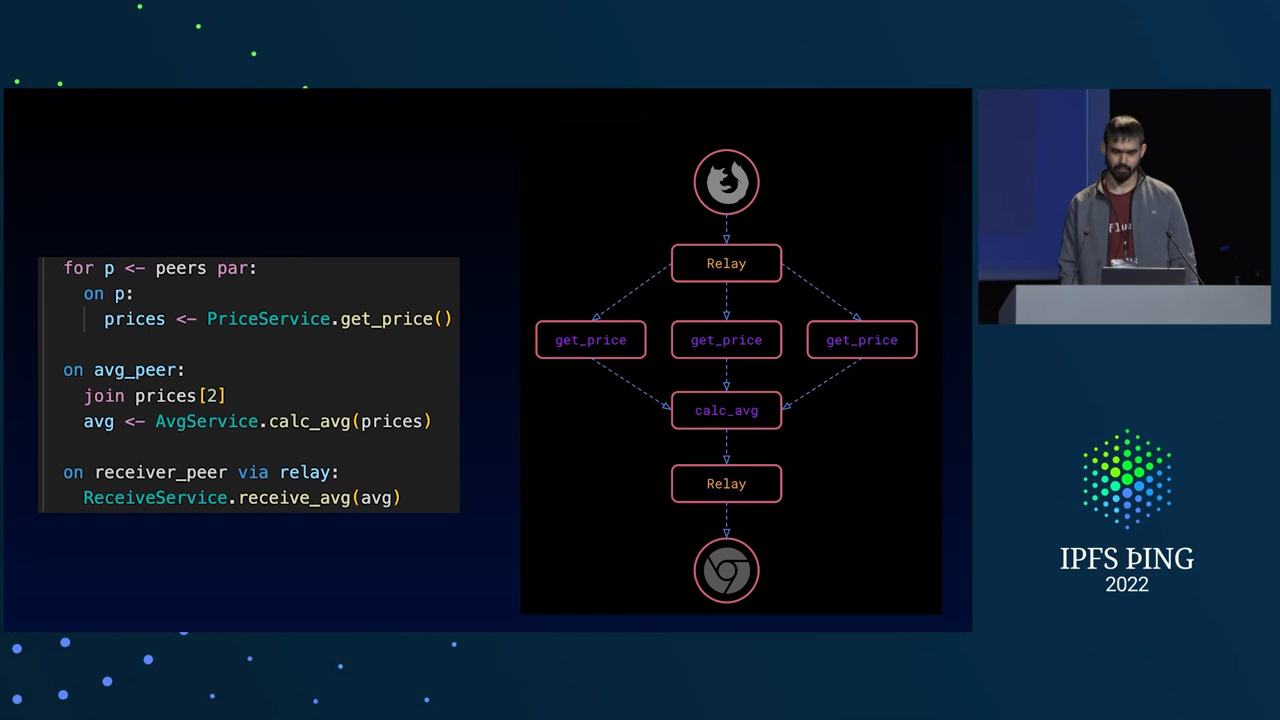 for p <- peers par:
on p:
prices <- PriceService.get_price()
on avg_peer:
join prices[2]
avg <- AvgService.calc_avg(prices)
on receiver_peer via relay:
ReceiveService.receive_avg(avg)
Relay
get_price get_price get_price
calc_avg
Relay
IPFS ÞING
2022